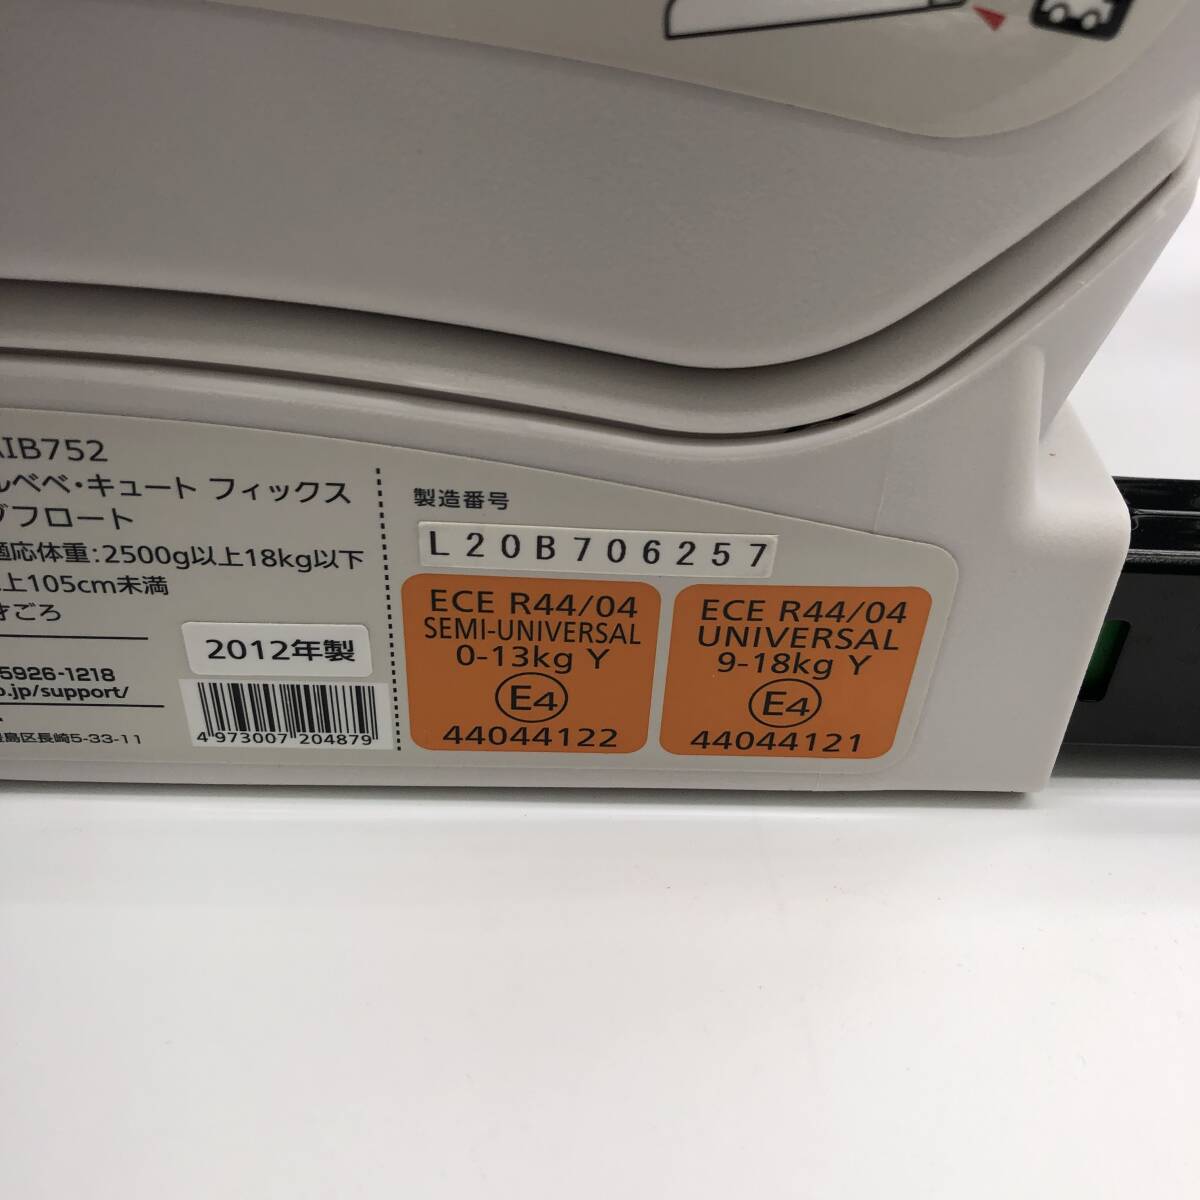 IB752
ベベ・キュート フィックス
グフロート
適応体重:2500g以上18kg以下
上105cm未満
才ごろ
5926-1218
o.jp/support/
島区長崎5-33-11
2012年製
4 973007 204879
製造番号
L20B706257
ECE R44/04
SEMI-UNIVERSAL
0-13kg Y
E4
44044122
ECE R44/04
UNIVERSAL
9-18kg Y
E4
44044121